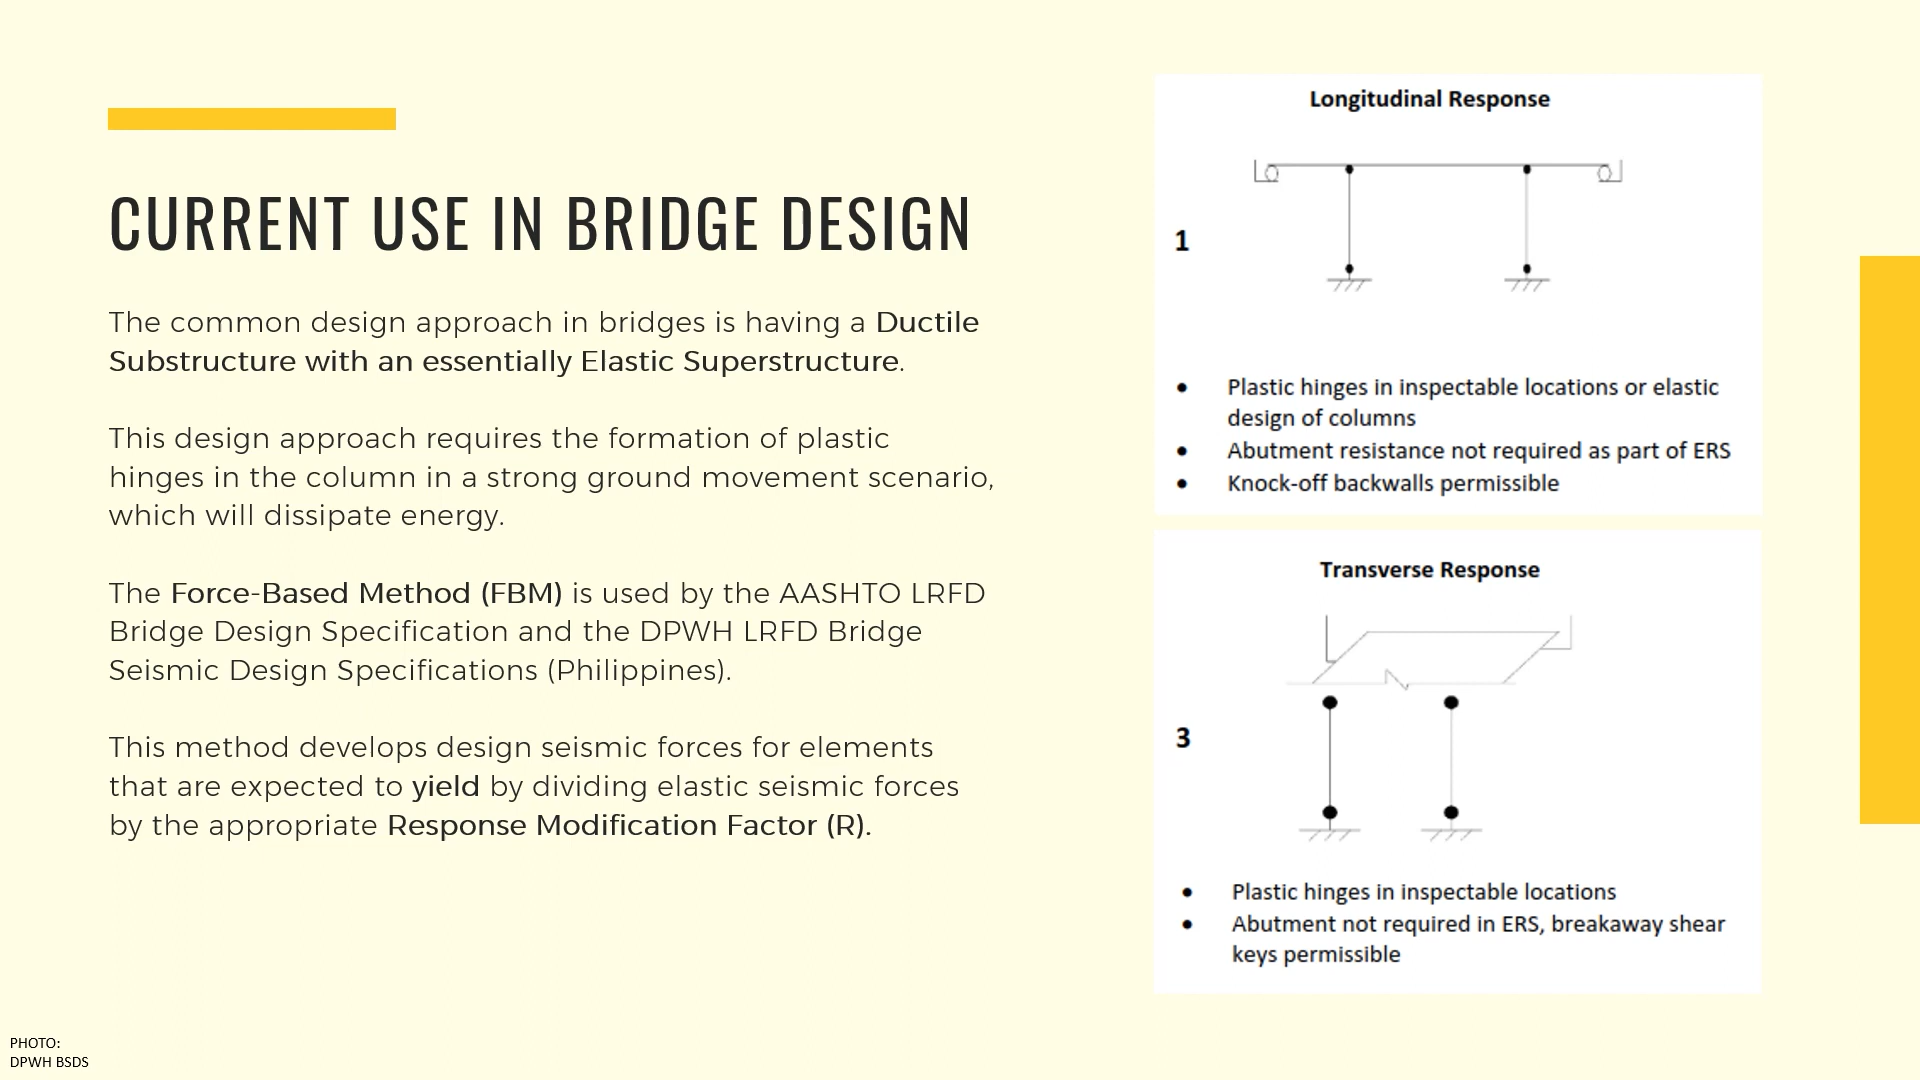 CURRENT USE IN BRIDGE DESIGN
The common design approach in bridges is having a Ductile
Substructure with an essentially Elastic Superstructure.
This design approach requires the formation of plastic
hinges in the column in a strong ground movement scenario,
which will dissipate energy.
The Force-Based Method (FBM) is used by the AASHTO LRFD
Bridge Design Specification and the DPWH LRFD Bridge
Seismic Design Specifications (Philippines).
This method develops design seismic forces for elements
that are expected to yield by dividing elastic seismic forces
by the appropriate Response Modification Factor (R).
Longitudinal Response
1
• Plastic hinges in inspectable locations or elastic
design of columns
• Abutment resistance not required as part of ERS
• Knock-off backwalls permissible
Transverse Response
3
• Plastic hinges in inspectable locations
• Abutment not required in ERS, breakaway shear
keys permissible
PHOTO:
DPWH BSDS